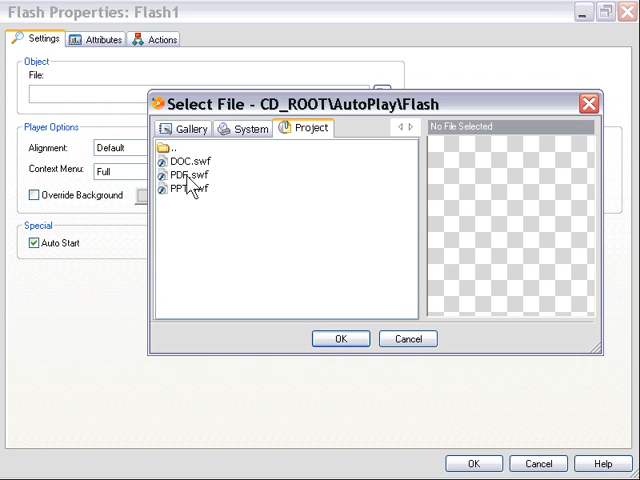 Flash Properties: Flash1
Settings
Attributes
Actions
Object
File:
Player Options
Alignment:
Default
Context Menu:
Full
Override Background
Special
Auto Start
Select File - CD_ROOT\AutoPlay\Flash
Gallery
System
Project
No File Selected
..
DOC.swf
PDF.swf
PPT.swf
OK
Cancel
OK
Cancel
Help